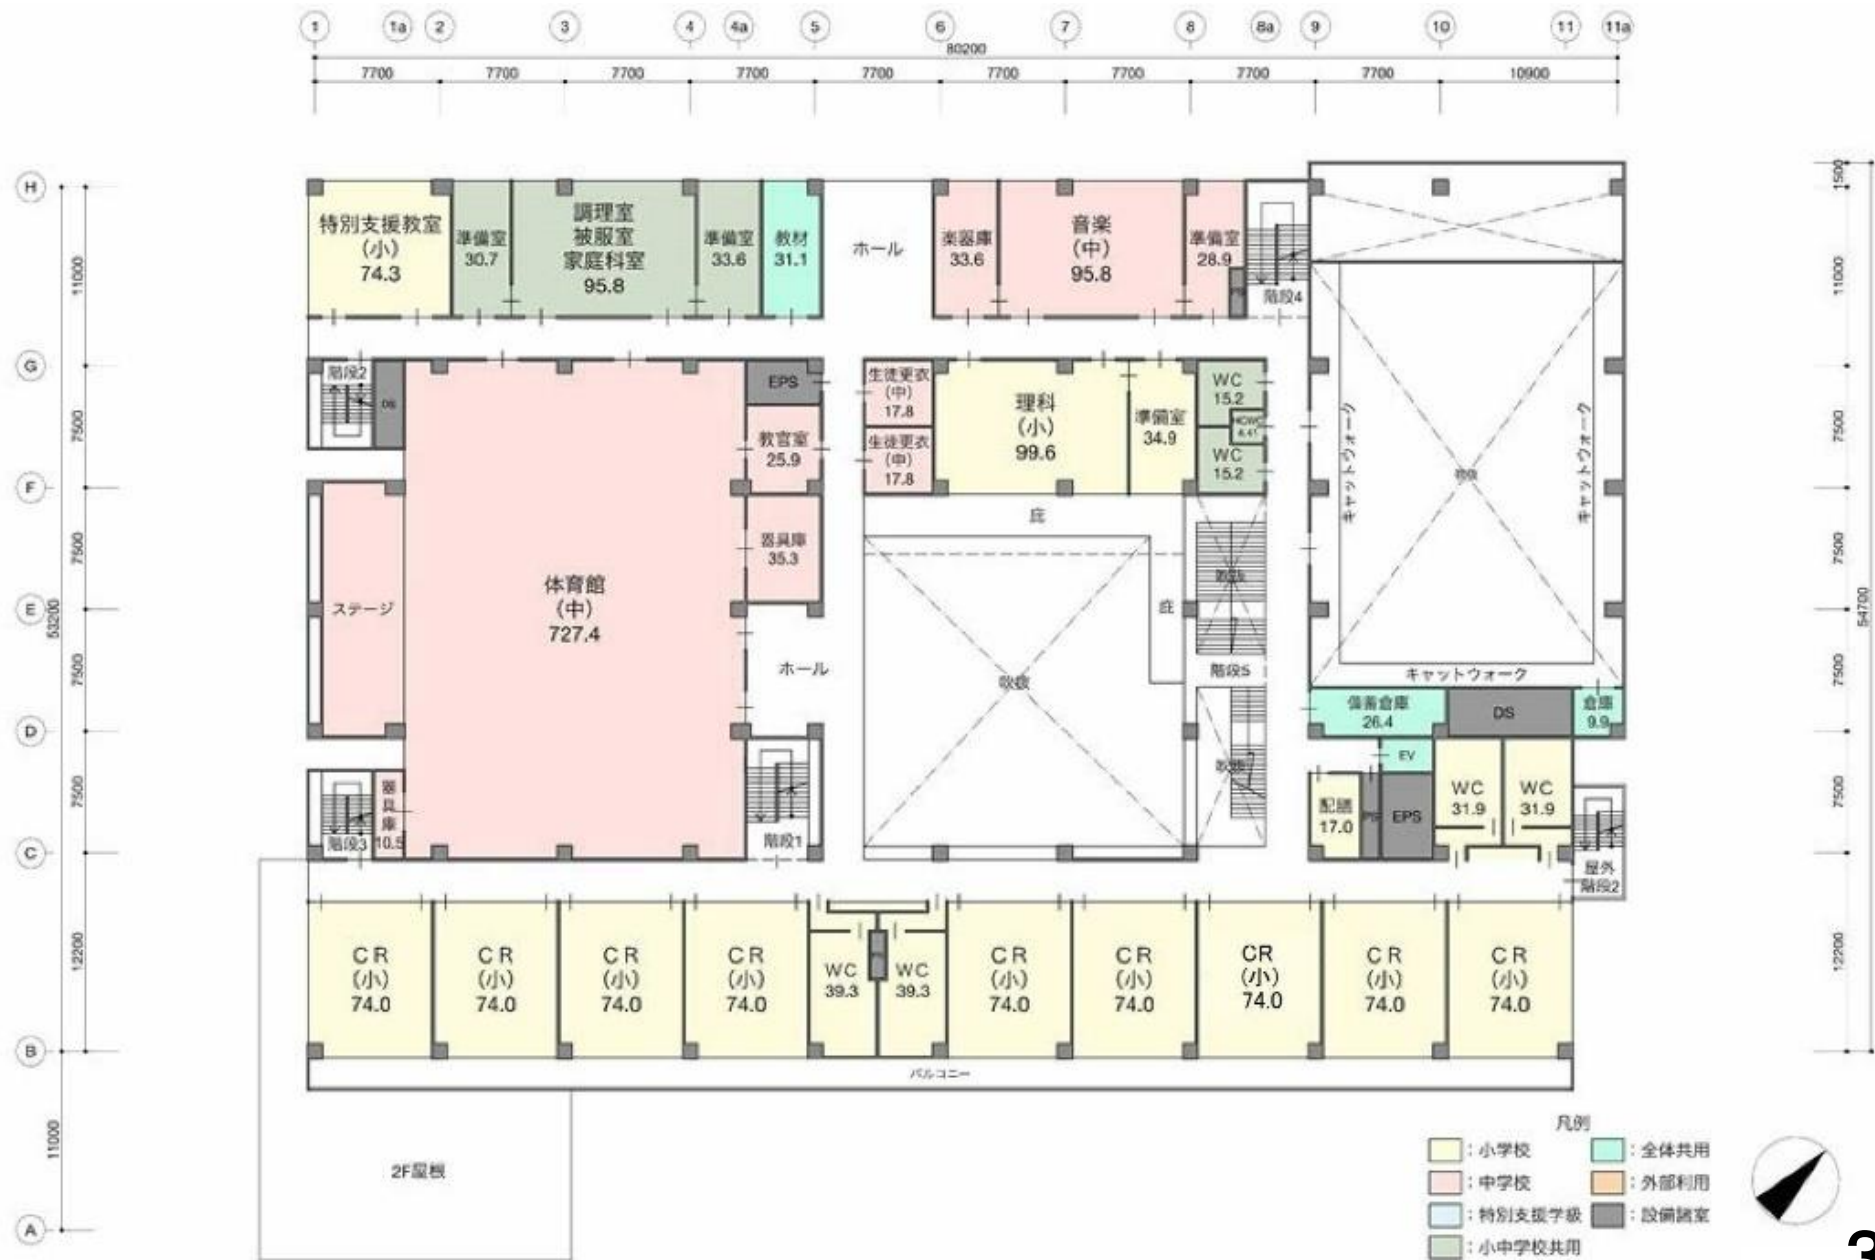 1 1a 2 3 4 4a 5 6 7 8 8a 9 10 11 11a
80200
7700 7700 7700 7700 7700 7700 7700 7700 7700 10900
H
G
F
E
D
C
B
A
11000
7500
7500
7500
7500
12200
11000
53200
1500
11000
7500
7500
7500
7500
12200
54700
特別支援教室
(小)
74.3
準備室
30.7
調理室
被服室
家庭科室
95.8
準備室
33.6
教材
31.1
ホール
楽器庫
33.6
音楽
(中)
95.8
準備室
28.9
階段4
階段2
DS
EPS
教官室
25.9
器具庫
35.3
体育館
(中)
727.4
ステージ
ホール
階段3
器具庫
10.5
階段1
生徒更衣
(中)
17.8
生徒更衣
(中)
17.8
理科
(小)
99.6
準備室
34.9
WC
15.2
WC
15.2
庇
庇
吹抜
吹抜
階段5
吹抜
キャットウォーク
キャットウォーク
吹抜
キャットウォーク
備蓄倉庫
26.4
DS
倉庫
9.9
EV
配膳
17.0
PS
EPS
WC
31.9
WC
31.9
屋外
階段2
CR
(小)
74.0
CR
(小)
74.0
CR
(小)
74.0
CR
(小)
74.0
WC
39.3
WC
39.3
CR
(小)
74.0
CR
(小)
74.0
CR
(小)
74.0
CR
(小)
74.0
CR
(小)
74.0
バルコニー
2F屋根
凡例
:小学校
:中学校
:特別支援学級
:小中学校共用
:全体共用
:外部利用
:設備諸室